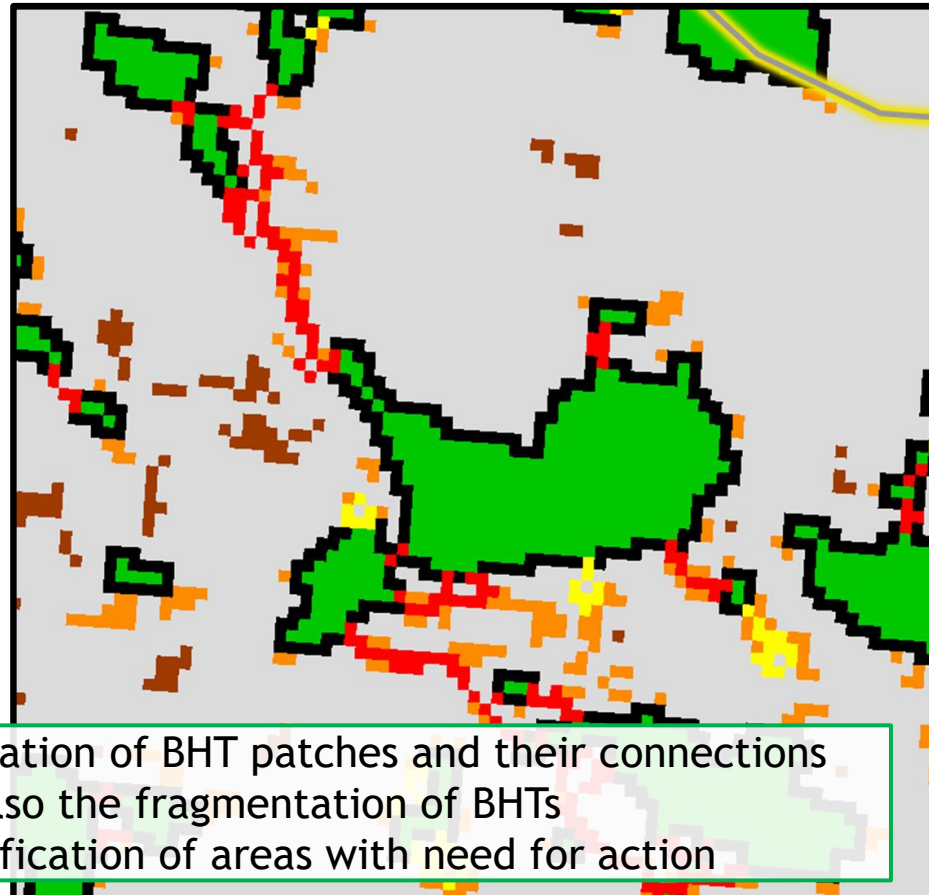 ation of BHT patches and their connections
so the fragmentation of BHTs
fication of areas with need for action